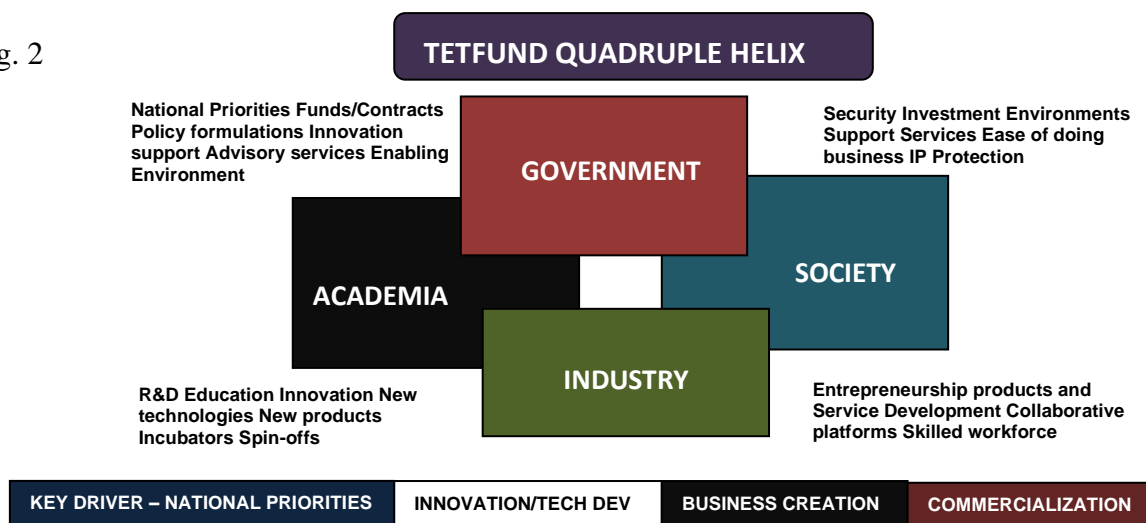 g. 2
TETFUND QUADRUPLE HELIX
National Priorities Funds/Contracts
Policy formulations Innovation
support Advisory services Enabling
Environment
Security Investment Environments
Support Services Ease of doing
business IP Protection
GOVERNMENT
SOCIETY
ACADEMIA
INDUSTRY
R&D Education Innovation New
technologies New products
Incubators Spin-offs
Entrepreneurship products and
Service Development Collaborative
platforms Skilled workforce
KEY DRIVER – NATIONAL PRIORITIES
INNOVATION/TECH DEV
BUSINESS CREATION
COMMERCIALIZATION